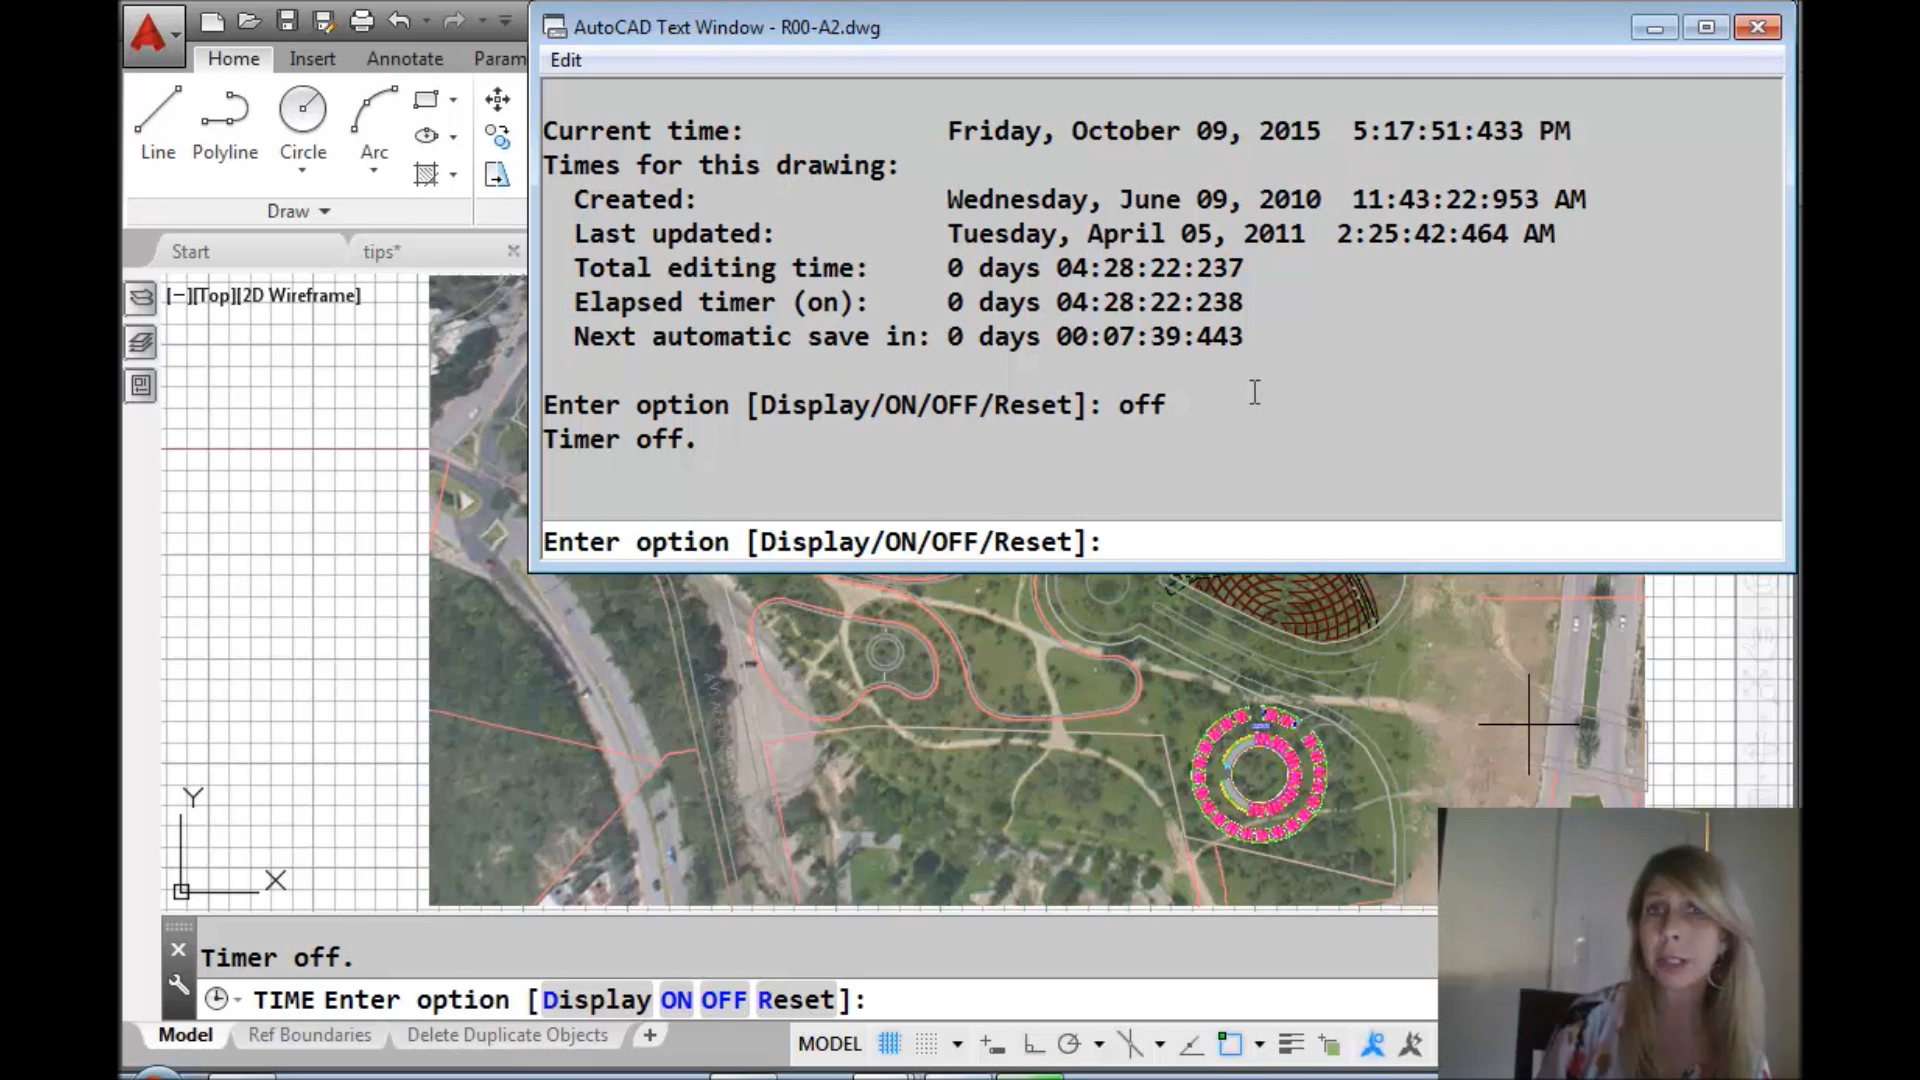 AutoCAD Text Window - R00-A2.dwg
Home Insert Annotate Param
Edit
Line Polyline Circle Arc
Draw
Start tips*
[−][Top][2D Wireframe]
Current time: Friday, October 09, 2015 5:17:51:433 PM
Times for this drawing:
Created: Wednesday, June 09, 2010 11:43:22:953 AM
Last updated: Tuesday, April 05, 2011 2:25:42:464 AM
Total editing time: 0 days 04:28:22:237
Elapsed timer (on): 0 days 04:28:22:238
Next automatic save in: 0 days 00:07:39:443
Enter option [Display/ON/OFF/Reset]: off
Timer off.
Enter option [Display/ON/OFF/Reset]:
Y
X
Timer off.
TIME Enter option [Display ON OFF Reset]:
Model Ref Boundaries Delete Duplicate Objects +
MODEL